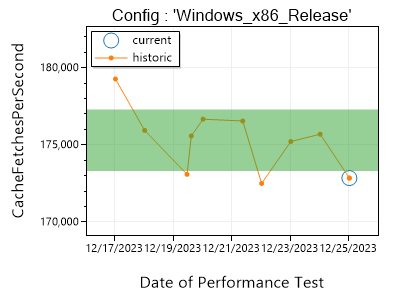 Config : 'Windows_x86_Release'
current
historic
CacheFetchesPerSecond
180,000
175,000
170,000
12/17/2023 12/19/2023 12/21/2023 12/23/2023 12/25/2023
Date of Performance Test